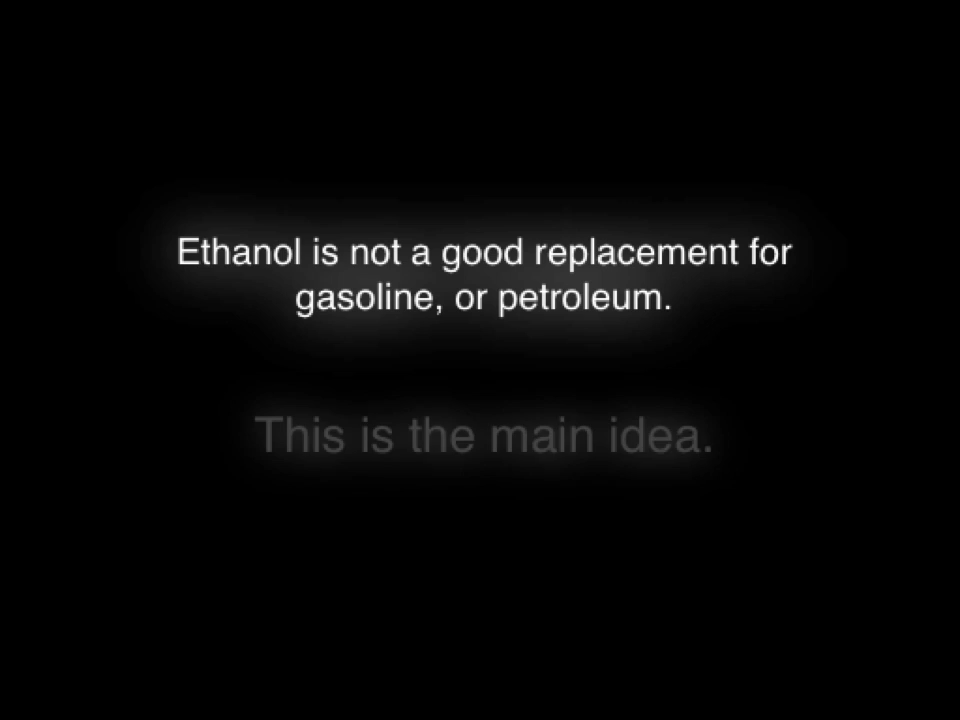 Ethanol is not a good replacement for
gasoline, or petroleum.
This is the main idea.